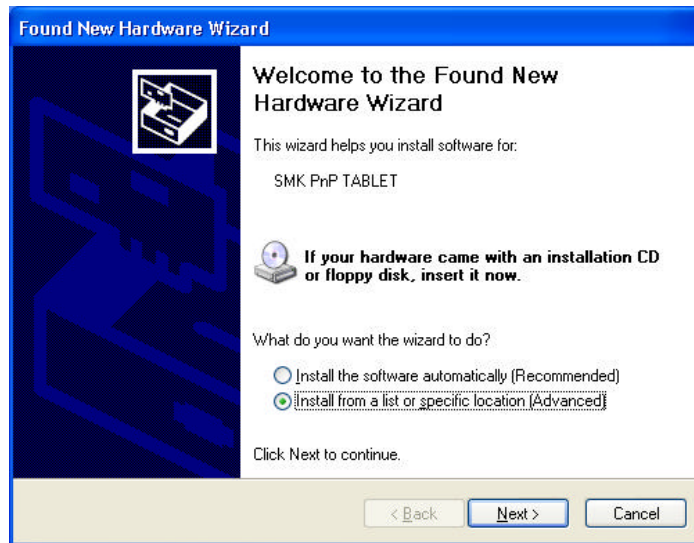 Found New Hardware Wizard
Welcome to the Found New
Hardware Wizard
This wizard helps you install software for:
SMK PnP TABLET
If your hardware came with an installation CD
or floppy disk, insert it now.
What do you want the wizard to do?
Install the software automatically (Recommended)
Install from a list or specific location (Advanced)
Click Next to continue.
< Back Next > Cancel